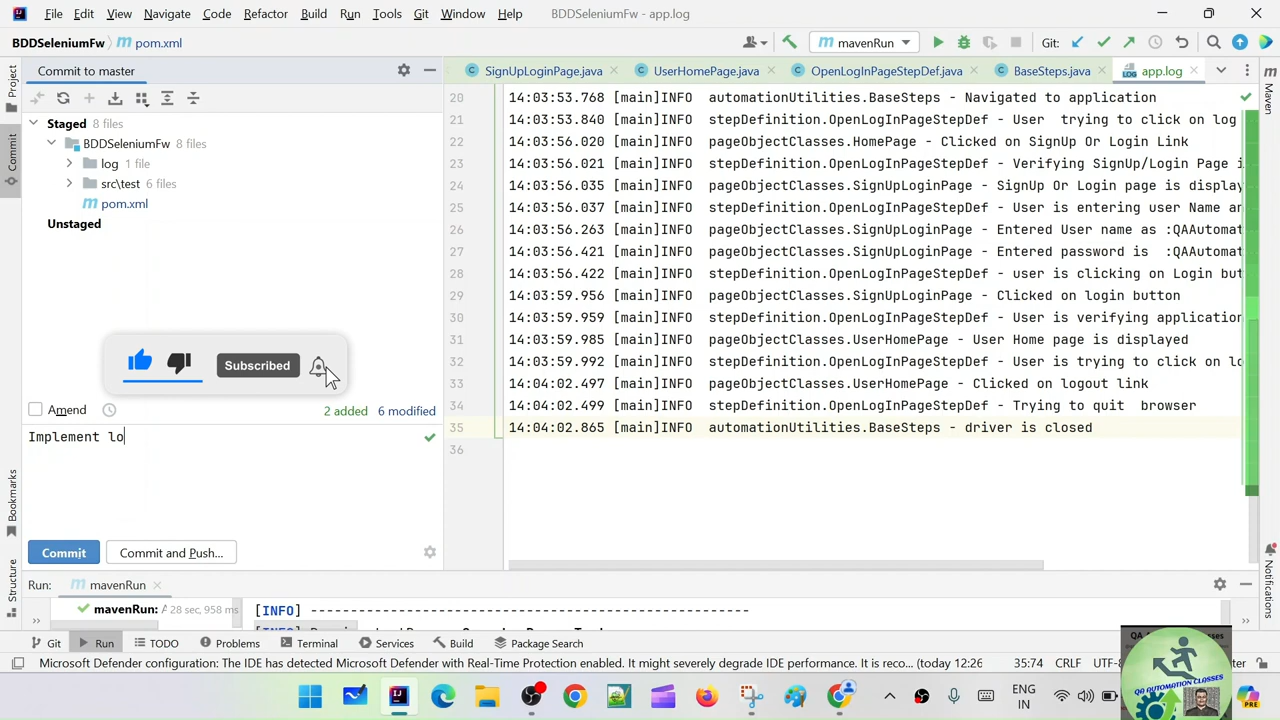 File Edit View Navigate Code Refactor Build Run Tools Git Window Help BDDSeleniumFw - app.log
BDDSeleniumFw pom.xml mavenRun Git:
Project
Commit
Bookmarks
Structure
Commit to master
Staged 8 files
BDDSeleniumFw 8 files
log 1 file
src\test 6 files
pom.xml
Unstaged
Subscribed
Amend 2 added 6 modified
Implement lo
Commit Commit and Push...
SignUpLoginPage.java UserHomePage.java OpenLogInPageStepDef.java BaseSteps.java app.log
20 14:03:53.768 [main]INFO automationUtilities.BaseSteps - Navigated to application
21 14:03:53.840 [main]INFO stepDefinition.OpenLogInPageStepDef - User trying to click on log
22 14:03:56.020 [main]INFO pageObjectClasses.HomePage - Clicked on SignUp Or Login Link
23 14:03:56.021 [main]INFO stepDefinition.OpenLogInPageStepDef - Verifying SignUp/Login Page i
24 14:03:56.035 [main]INFO pageObjectClasses.SignUpLoginPage - SignUp Or Login page is display
25 14:03:56.037 [main]INFO stepDefinition.OpenLogInPageStepDef - User is entering user Name an
26 14:03:56.263 [main]INFO pageObjectClasses.SignUpLoginPage - Entered User name as :QAAutomat
27 14:03:56.421 [main]INFO pageObjectClasses.SignUpLoginPage - Entered password is :QAAutomat
28 14:03:56.422 [main]INFO stepDefinition.OpenLogInPageStepDef - user is clicking on Login but
29 14:03:59.956 [main]INFO pageObjectClasses.SignUpLoginPage - Clicked on login button
30 14:03:59.959 [main]INFO stepDefinition.OpenLogInPageStepDef - User is verifying application
31 14:03:59.985 [main]INFO pageObjectClasses.UserHomePage - User Home page is displayed
32 14:03:59.992 [main]INFO stepDefinition.OpenLogInPageStepDef - User is trying to click on lo
33 14:04:02.497 [main]INFO pageObjectClasses.UserHomePage - Clicked on logout link
34 14:04:02.499 [main]INFO stepDefinition.OpenLogInPageStepDef - Trying to quit browser
35 14:04:02.865 [main]INFO automationUtilities.BaseSteps - driver is closed
36
Maven
Notifications
Run: mavenRun
mavenRun: 28 sec, 958 ms
[INFO] -------------------------------------------------------
Git Run TODO Problems Terminal Services Build Package Search
Microsoft Defender configuration: The IDE has detected Microsoft Defender with Real-Time Protection enabled. It might severely degrade IDE performance. It is reco... (today 12:26 35:74 CRLF UTF-8
ENG
IN
QA AUTOMATION CLASSES
PRE